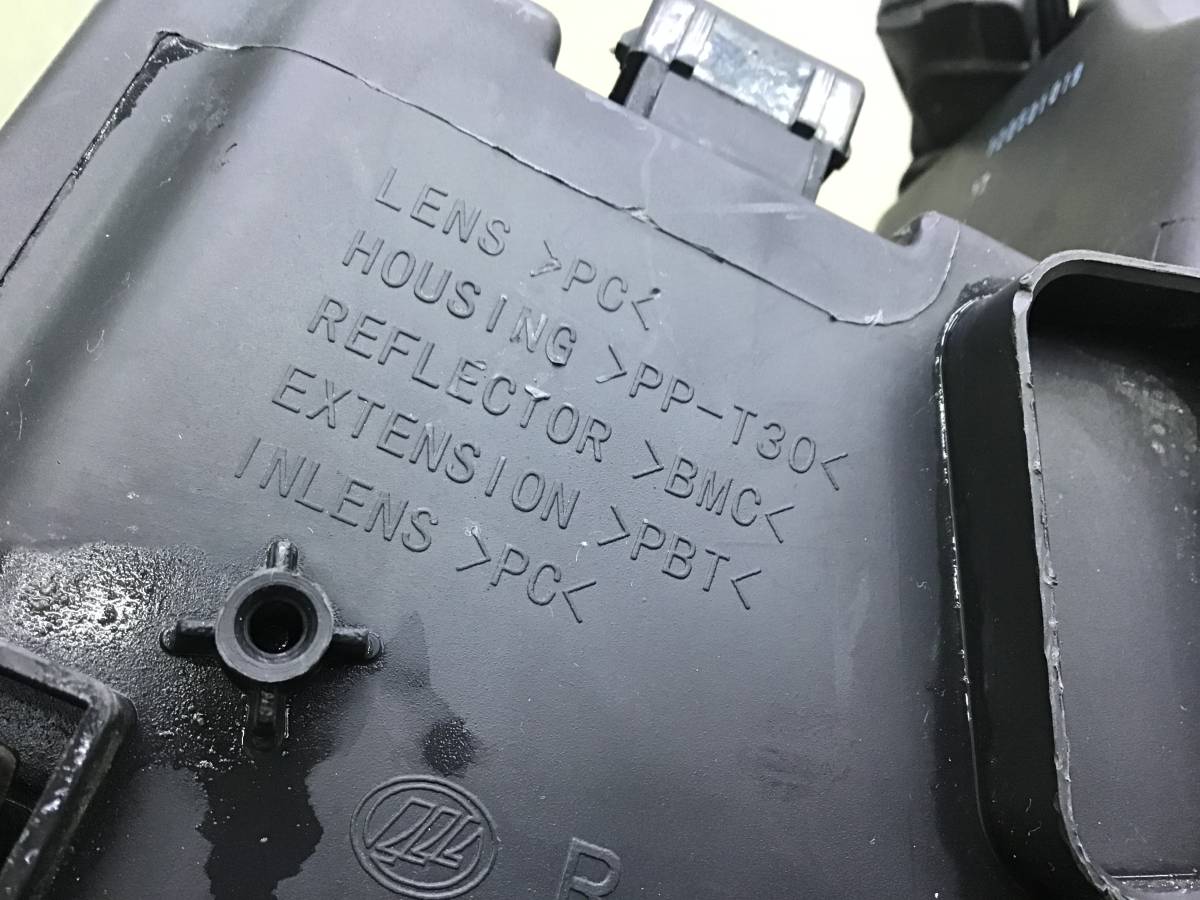 LENS >PC<
HOUSING >PP-T30<
REFLECTOR >BMC<
EXTENSION >PBT<
INLENS >PC<
R